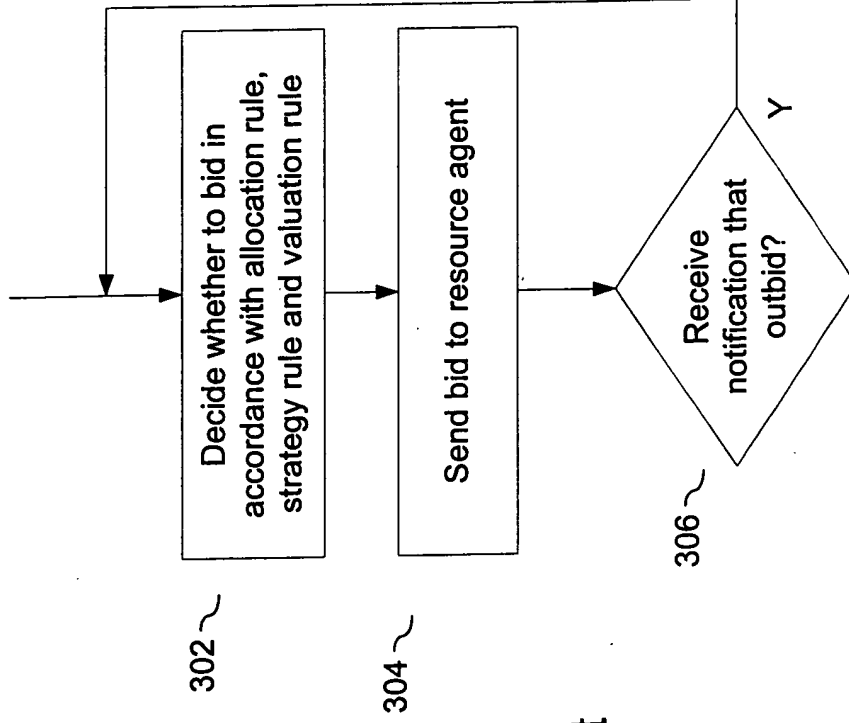 302
Decide whether to bid in
accordance with allocation rule,
strategy rule and valuation rule
304
Send bid to resource agent
306
Receive
notification that
outbid?
Y